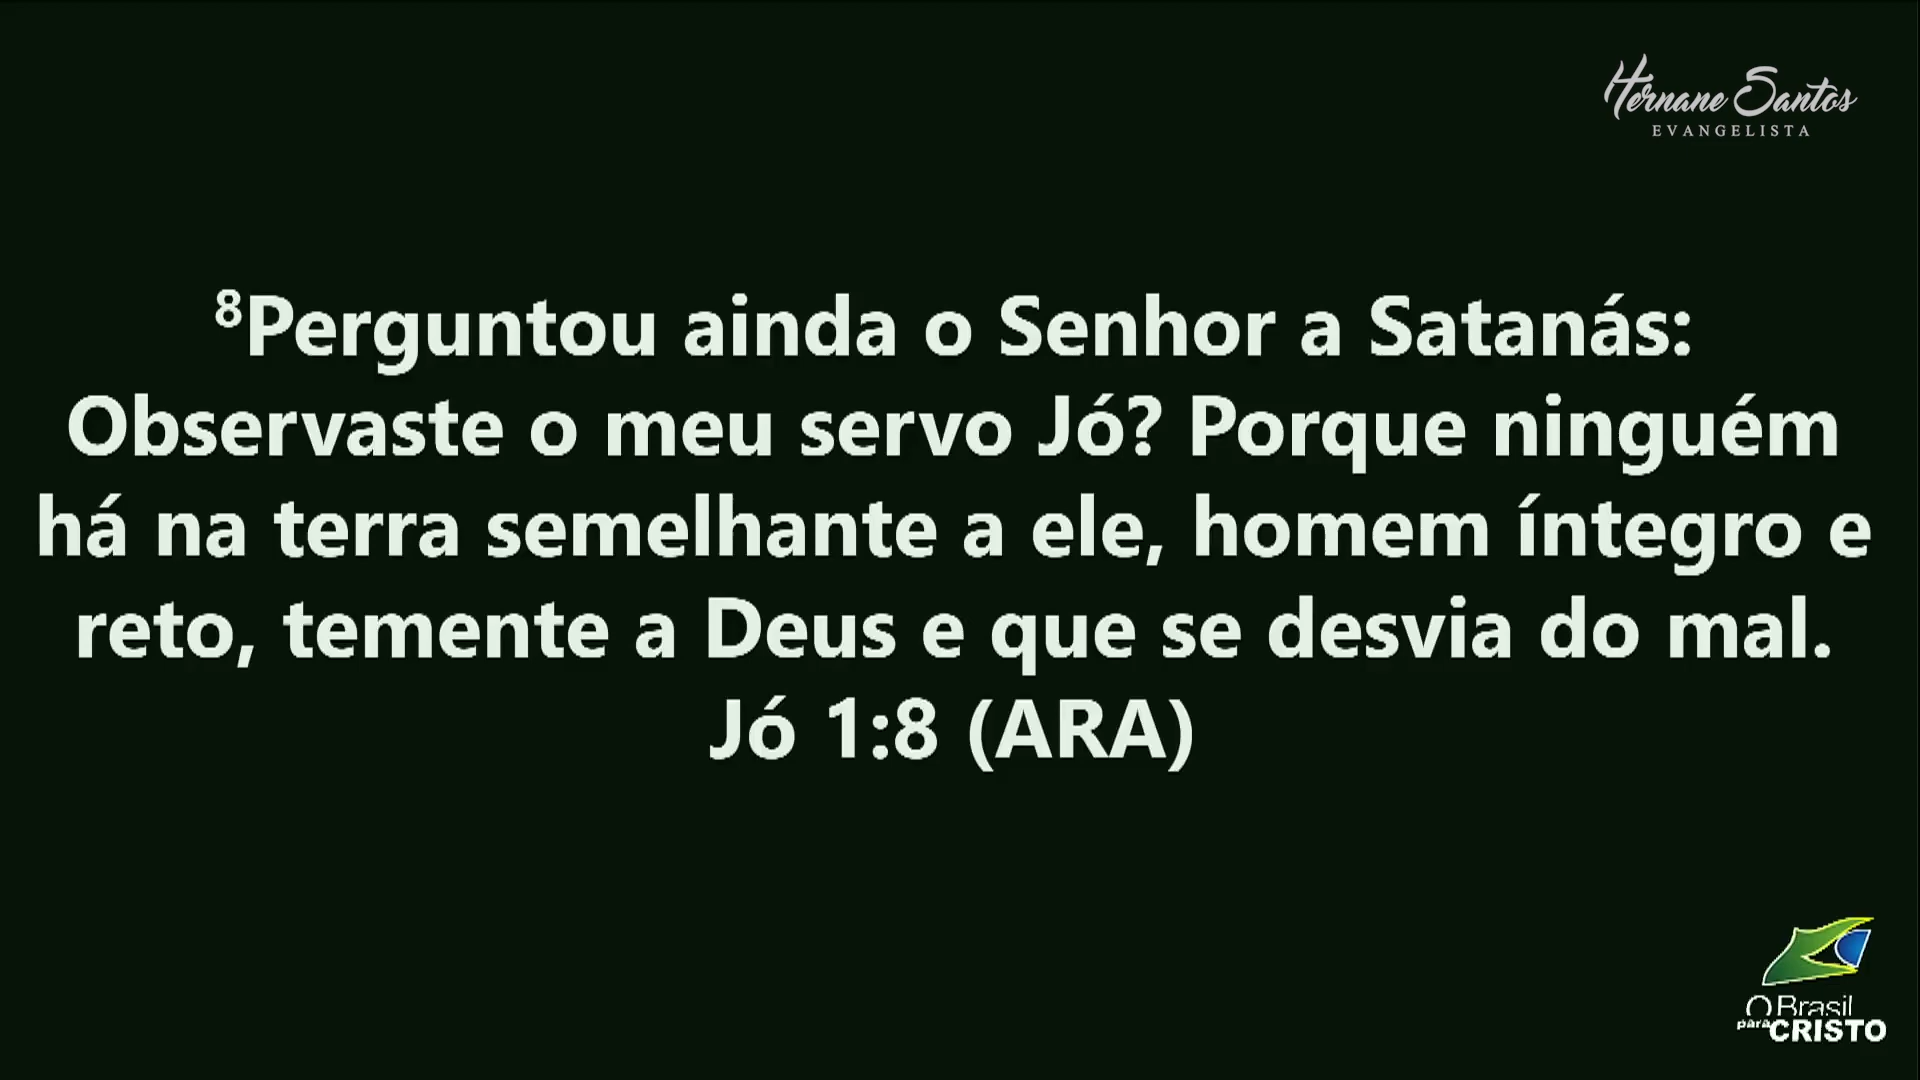 Hernane Santos
EVANGELISTA
⁸Perguntou ainda o Senhor a Satanás:
Observaste o meu servo Jó? Porque ninguém
há na terra semelhante a ele, homem íntegro e
reto, temente a Deus e que se desvia do mal.
Jó 1:8 (ARA)
O Brasil
para CRISTO